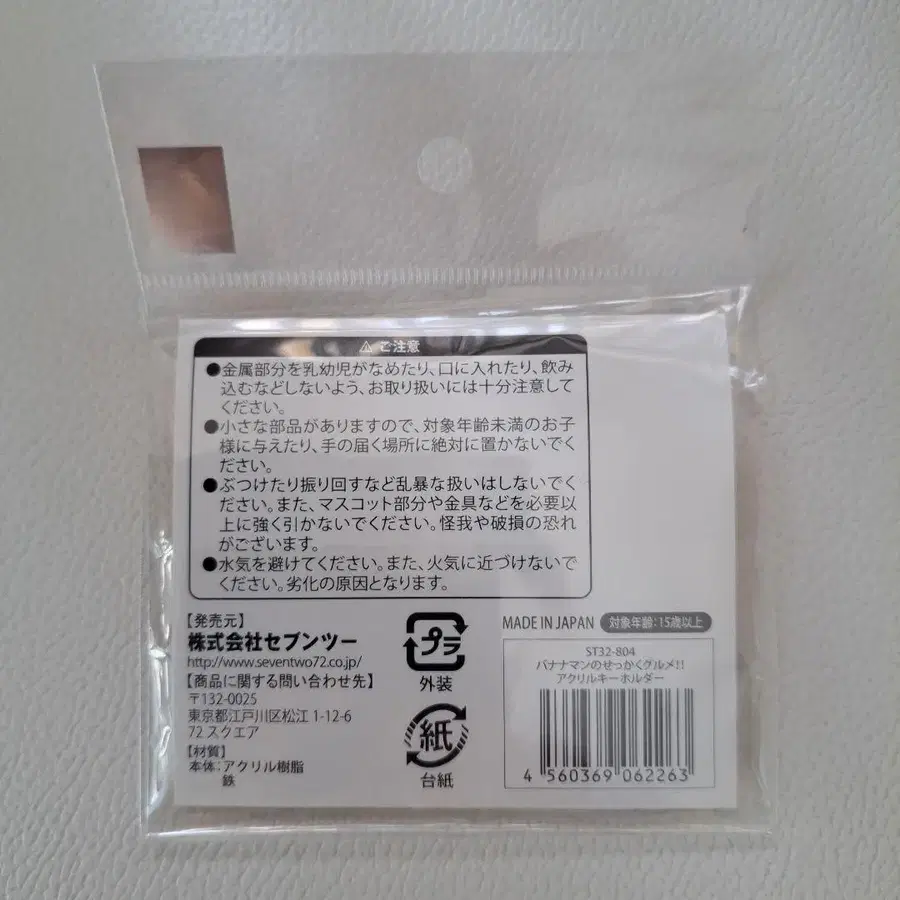 ⚠ ご注意
●金属部分を乳幼児がなめたり、口に入れたり、飲み
込むなどしないよう、お取り扱いには十分注意して
ください。
●小さな部品がありますので、対象年齢未満のお子
様に与えたり、手の届く場所に絶対に置かないでく
ださい。
●ぶつけたり振り回すなど乱暴な扱いはしないでく
ださい。また、マスコット部分や金具などを必要以
上に強く引かないでください。怪我や破損の恐れ
がございます。
●水気を避けてください。また、火気に近づけないで
ください。劣化の原因となります。
【発売元】
株式会社セブンツー
http://www.seventwo72.co.jp/
【商品に関する問い合わせ先】
〒132-0025
東京都江戸川区松江 1-12-6
72 スクエア
【材質】
本体:アクリル樹脂
鉄
プラ
外装
紙
台紙
MADE IN JAPAN 対象年齢:15歳以上
ST32-804
バナナマンのせっかくグルメ!!
アクリルキーホルダー
4 560369 062263